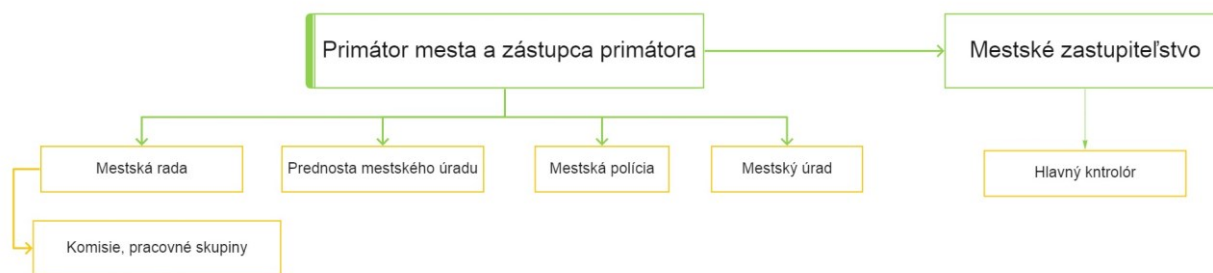 Primátor mesta a zástupca primátora
Mestské zastupiteľstvo
Mestská rada
Prednosta mestského úradu
Mestská polícia
Mestský úrad
Hlavný kntrolór
Komisie, pracovné skupiny